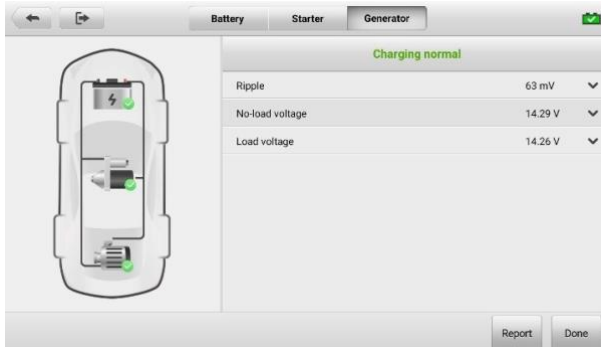 Battery Starter Generator
Charging normal
Ripple 63 mV
No-load voltage 14.29 V
Load voltage 14.26 V
Report Done